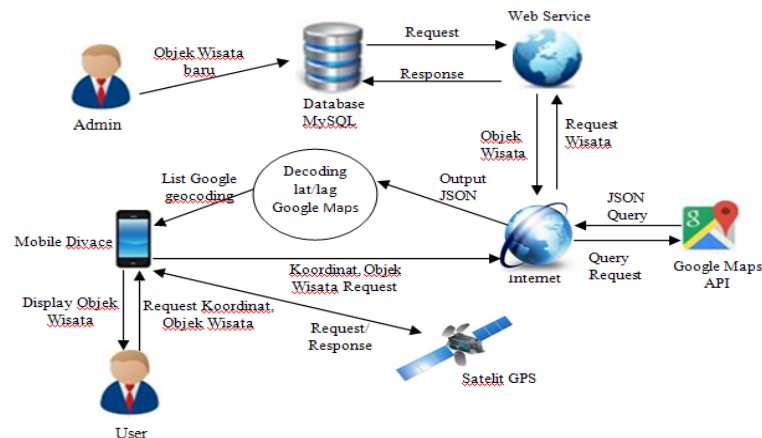 Web Service
Objek Wisata
baru
Request
Response
Admin
Database
MySQL
Objek
Wisata
Request
Wisata
List Google
geocoding
Decoding
lat/lag
Google Maps
Output
JSON
JSON
Query
g
Mobile Divace
Koordinat, Objek
Wisata Request
Internet
Query
Request
Google Maps
API
Display Objek
Wisata
Request Koordinat,
Objek Wisata
Request/
Response
Satelit GPS
User